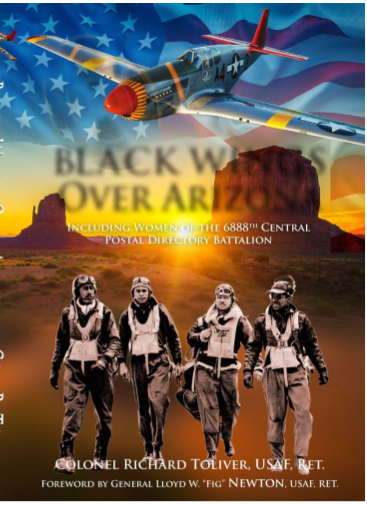 BLACK WINGS
OVER ARIZONA
INCLUDING WOMEN OF THE 6888TH CENTRAL
POSTAL DIRECTORY BATTALION
COLONEL RICHARD TOLIVER, USAF, RET.
FOREWORD BY GENERAL LLOYD W. "FIG" NEWTON, USAF, RET.
A4